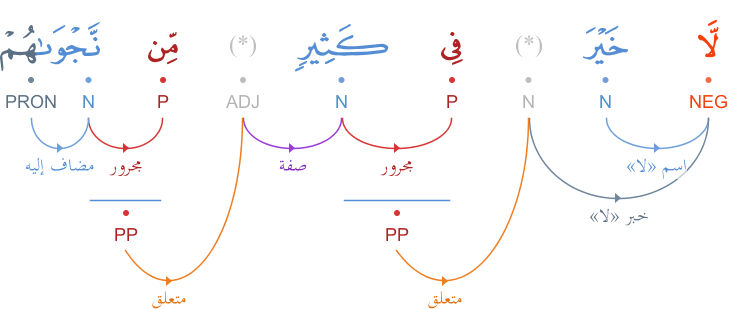 لَّا خَيْرَ (*) فِى كَثِيرٍ (*) مِّن نَّجْوَىٰهُمْ
NEG N N P N ADJ P N PRON
اسم «لا» مجرور صفة مجرور مضاف إليه
خبر «لا»
PP PP
متعلق متعلق